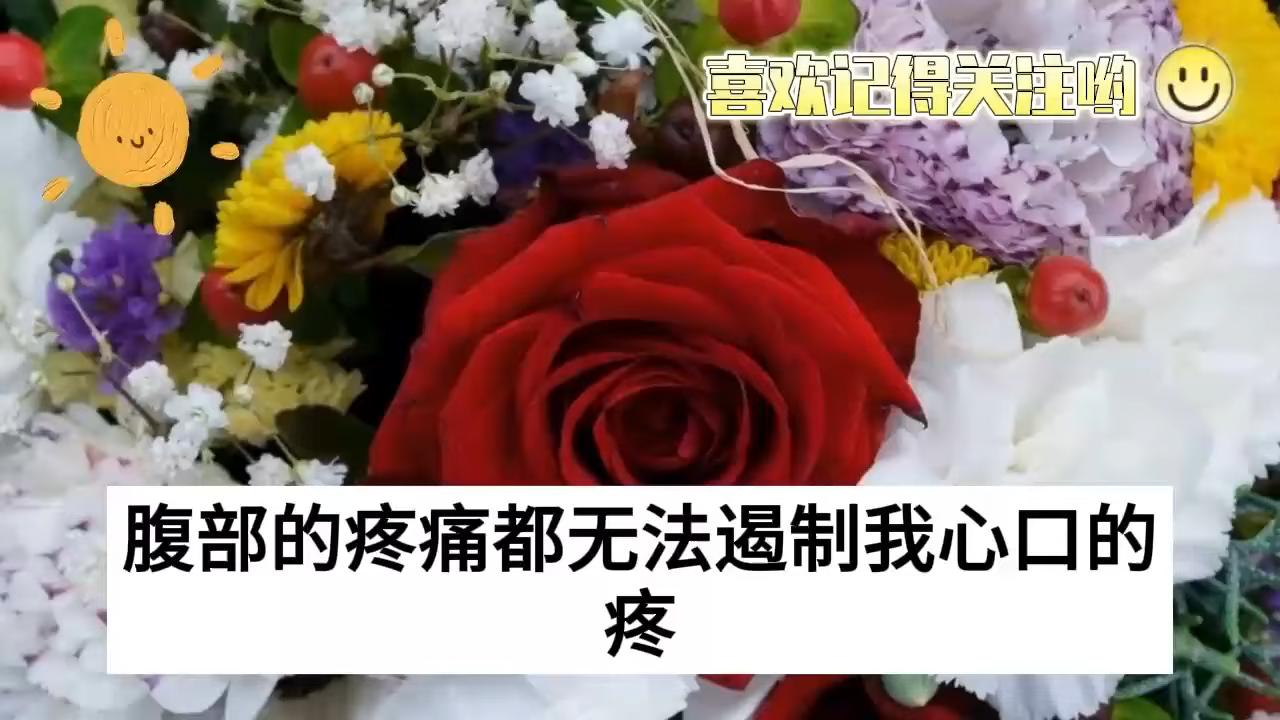 喜欢记得关注哟
腹部的疼痛都无法遏制我心口的
疼